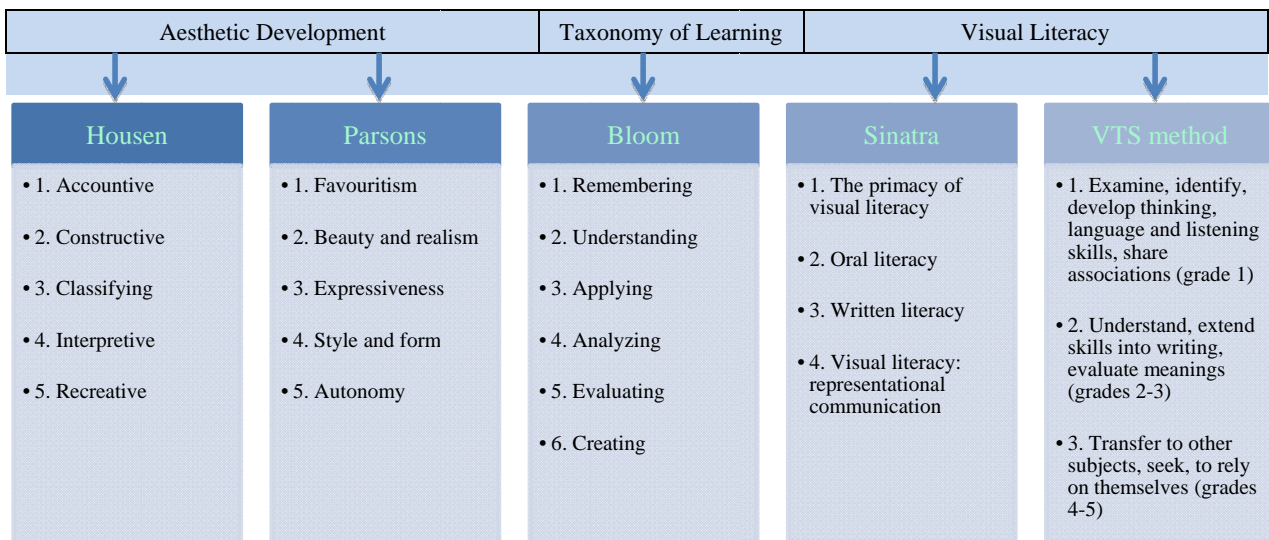 Aesthetic Development
Taxonomy of Learning
Visual Literacy
Housen
• 1. Accountive
• 2. Constructive
• 3. Classifying
• 4. Interpretive
• 5. Recreative
Parsons
• 1. Favouritism
• 2. Beauty and realism
• 3. Expressiveness
• 4. Style and form
• 5. Autonomy
Bloom
• 1. Remembering
• 2. Understanding
• 3. Applying
• 4. Analyzing
• 5. Evaluating
• 6. Creating
Sinatra
• 1. The primacy of
visual literacy
• 2. Oral literacy
• 3. Written literacy
• 4. Visual literacy:
representational
communication
VTS method
• 1. Examine, identify,
develop thinking,
language and listening
skills, share
associations (grade 1)
• 2. Understand, extend
skills into writing,
evaluate meanings
(grades 2-3)
• 3. Transfer to other
subjects, seek, to rely
on themselves (grades
4-5)